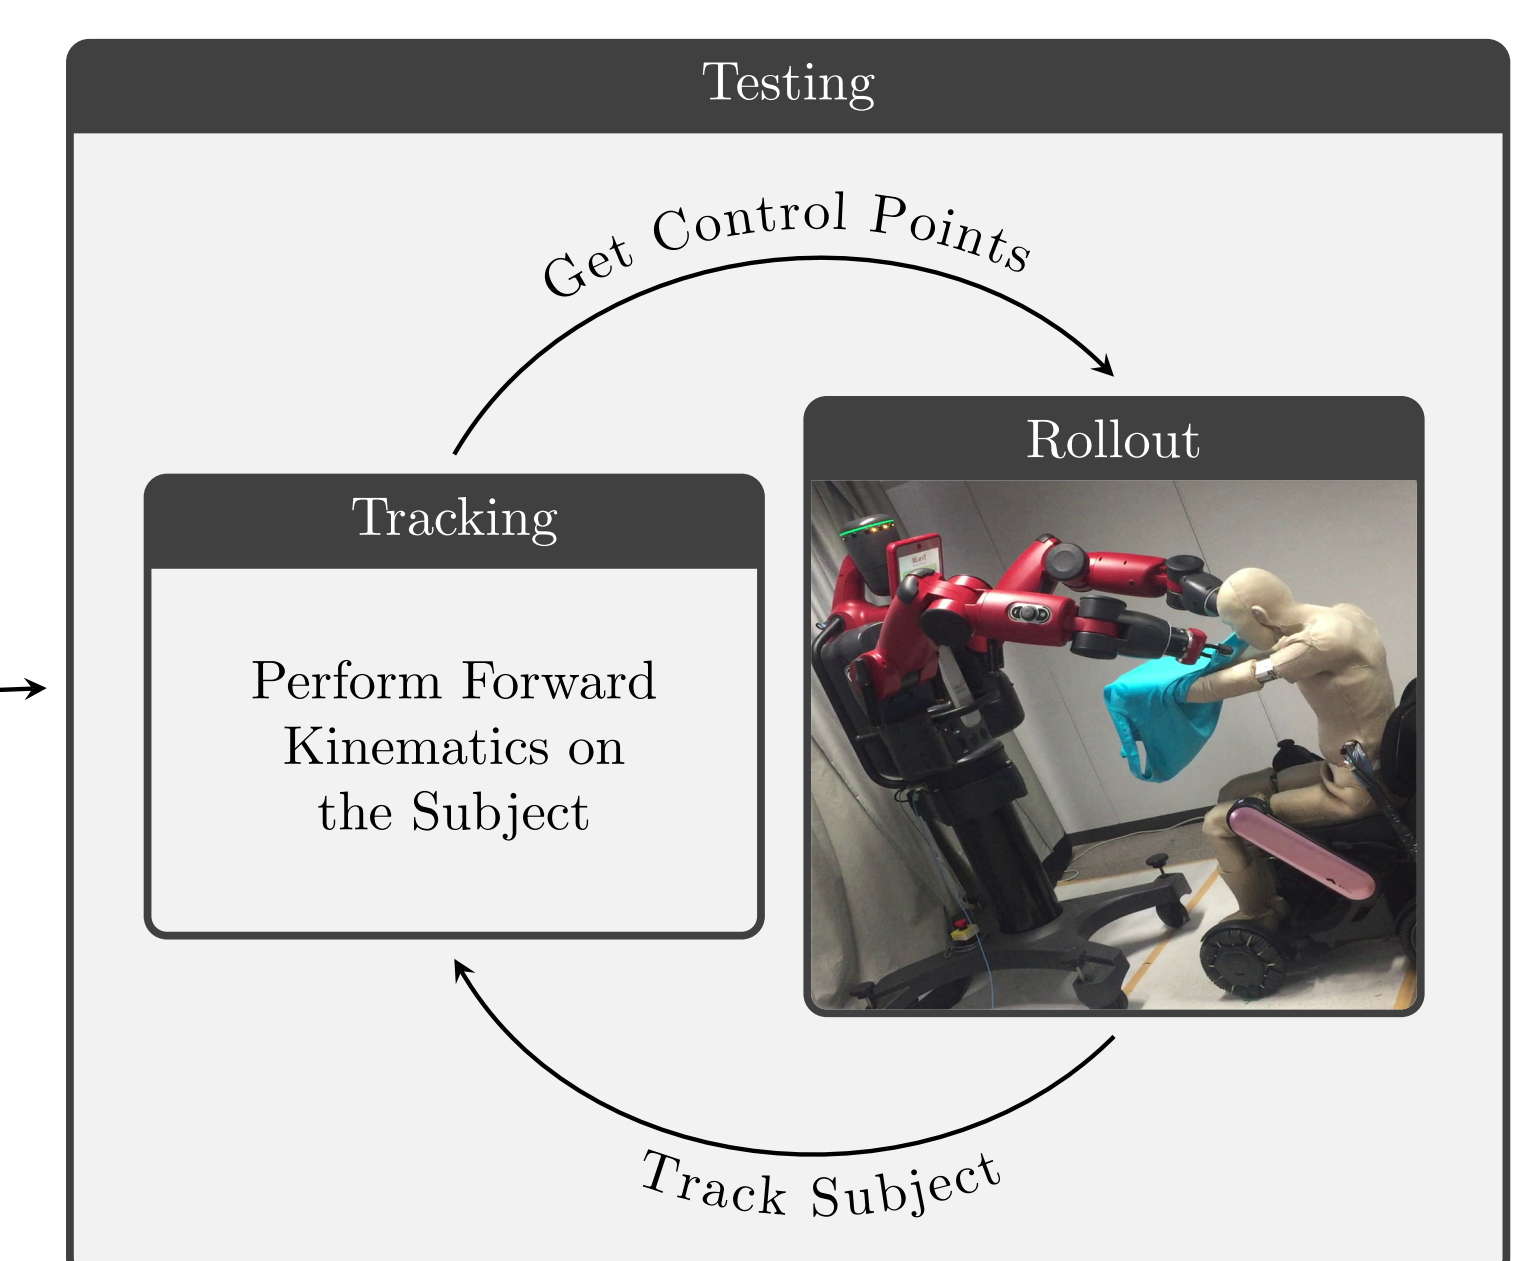 Testing
Get Control Points
Rollout
Tracking
Perform Forward
Kinematics on
the Subject
Track Subject